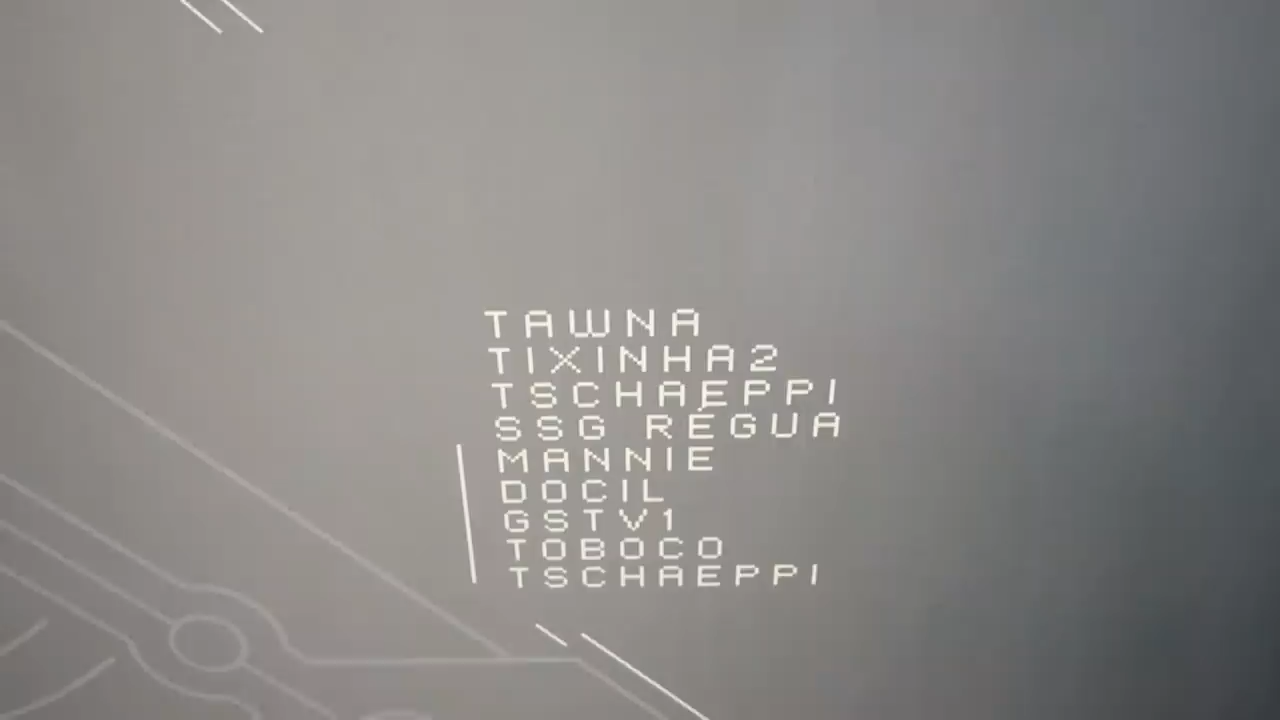 TAWNA
TIXINHA2
TSCHAEPPI
SSG RÉGUA
MANNIE
DOCIL
GSTV1
TOBOCO
TSCHAEPPI